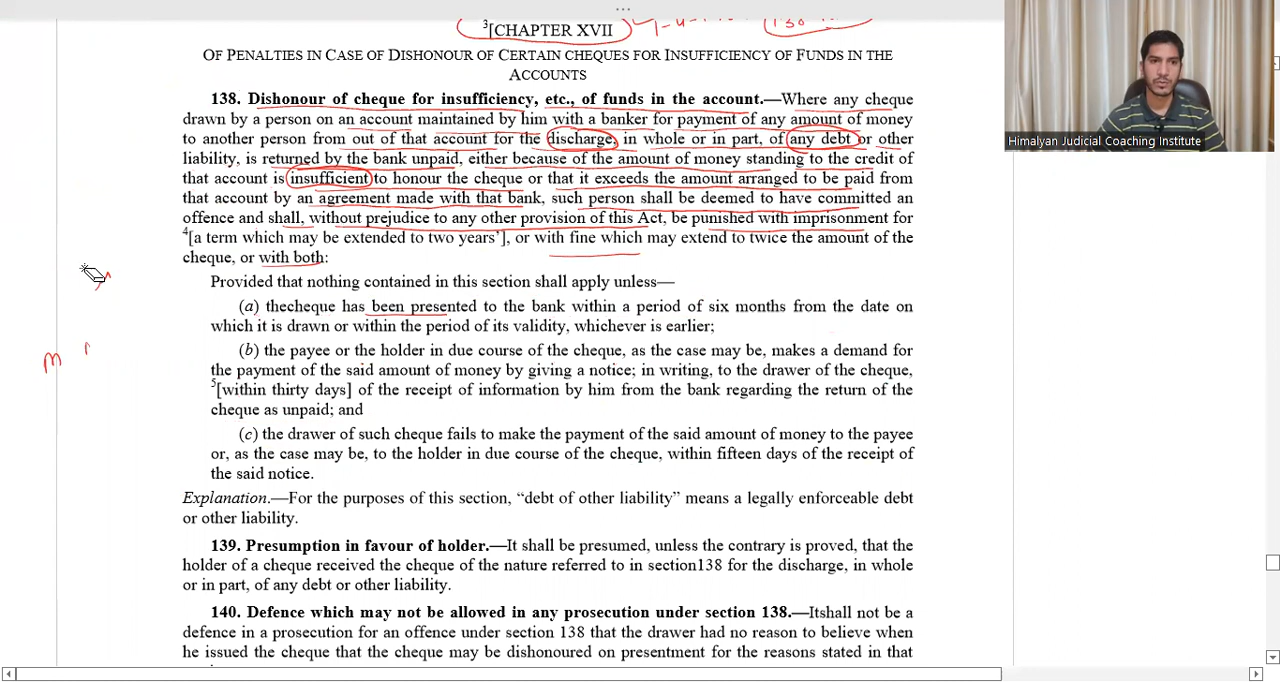 ³[CHAPTER XVII
OF PENALTIES IN CASE OF DISHONOUR OF CERTAIN CHEQUES FOR INSUFFICIENCY OF FUNDS IN THE
ACCOUNTS
138. Dishonour of cheque for insufficiency, etc., of funds in the account.—Where any cheque
drawn by a person on an account maintained by him with a banker for payment of any amount of money
to another person from out of that account for the discharge, in whole or in part, of any debt or other
liability, is returned by the bank unpaid, either because of the amount of money standing to the credit of
that account is insufficient to honour the cheque or that it exceeds the amount arranged to be paid from
that account by an agreement made with that bank, such person shall be deemed to have committed an
offence and shall, without prejudice to any other provision of this Act, be punished with imprisonment for
⁴[a term which may be extended to two years’], or with fine which may extend to twice the amount of the
cheque, or with both:
Provided that nothing contained in this section shall apply unless—
(a) thecheque has been presented to the bank within a period of six months from the date on
which it is drawn or within the period of its validity, whichever is earlier;
(b) the payee or the holder in due course of the cheque, as the case may be, makes a demand for
the payment of the said amount of money by giving a notice; in writing, to the drawer of the cheque,
⁵[within thirty days] of the receipt of information by him from the bank regarding the return of the
cheque as unpaid; and
(c) the drawer of such cheque fails to make the payment of the said amount of money to the payee
or, as the case may be, to the holder in due course of the cheque, within fifteen days of the receipt of
the said notice.
Explanation.—For the purposes of this section, “debt of other liability” means a legally enforceable debt
or other liability.
139. Presumption in favour of holder.—It shall be presumed, unless the contrary is proved, that the
holder of a cheque received the cheque of the nature referred to in section138 for the discharge, in whole
or in part, of any debt or other liability.
140. Defence which may not be allowed in any prosecution under section 138.—Itshall not be a
defence in a prosecution for an offence under section 138 that the drawer had no reason to believe when
he issued the cheque that the cheque may be dishonoured on presentment for the reasons stated in that
M
Himalyan Judicial Coaching Institute